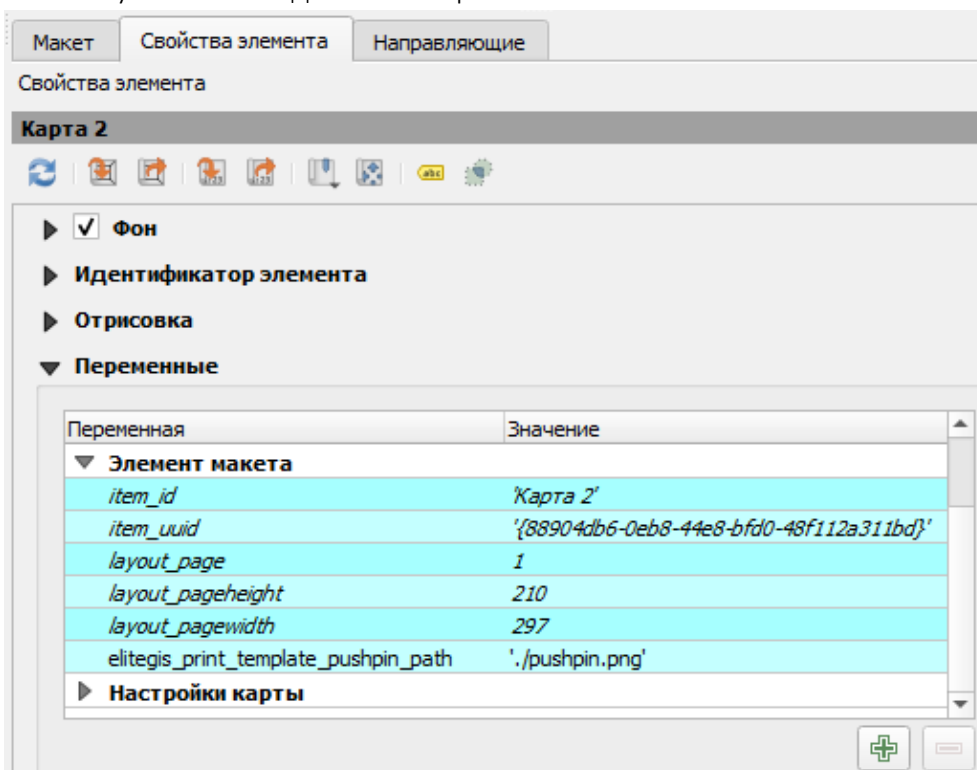 Макет Свойства элемента Направляющие
Свойства элемента
Карта 2
abc
Фон
Идентификатор элемента
Отрисовка
Переменные
Переменная Значение
Элемент макета
item_id 'Карта 2'
item_uuid '{88904db6-0eb8-44e8-bfd0-48f112a311bd}'
layout_page 1
layout_pageheight 210
layout_pagewidth 297
elitegis_print_template_pushpin_path './pushpin.png'
Настройки карты